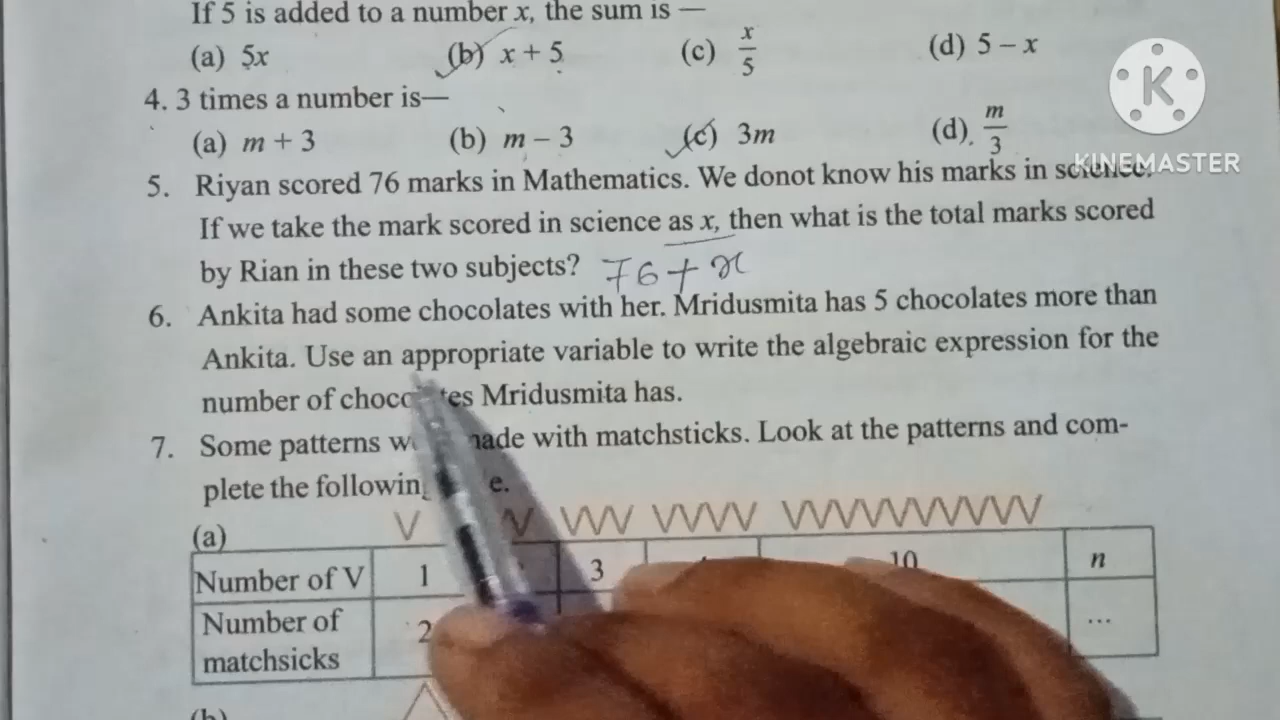 If 5 is added to a number x, the sum is —
(a) 5x (b) x + 5 (c) x/5 (d) 5 – x
4. 3 times a number is—
(a) m + 3 (b) m – 3 (c) 3m (d) m/3
K
KINEMASTER
5. Riyan scored 76 marks in Mathematics. We donot know his marks in science.
If we take the mark scored in science as x, then what is the total marks scored
by Rian in these two subjects? 76 + x
6. Ankita had some chocolates with her. Mridusmita has 5 chocolates more than
Ankita. Use an appropriate variable to write the algebraic expression for the
number of chocolates Mridusmita has.
7. Some patterns made with matchsticks. Look at the patterns and com-
plete the following
(a)
Number of V 1 3 10 n
Number of 2 ...
matchsicks
(b)